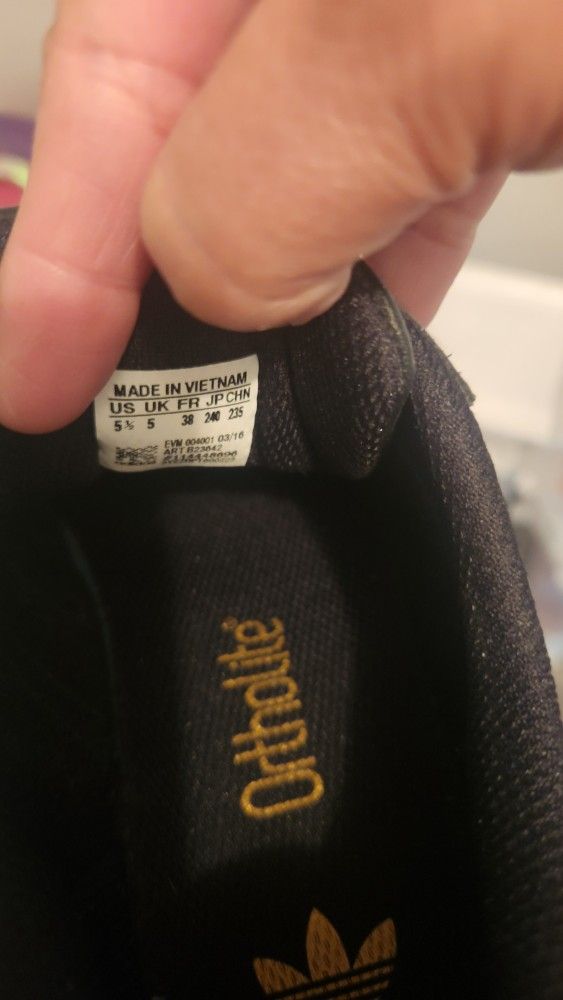 MADE IN VIETNAM
US UK FR JP CHN
5½ 5 38 240 235
EVM 004001 03/16
ART B23642
Ortholite®